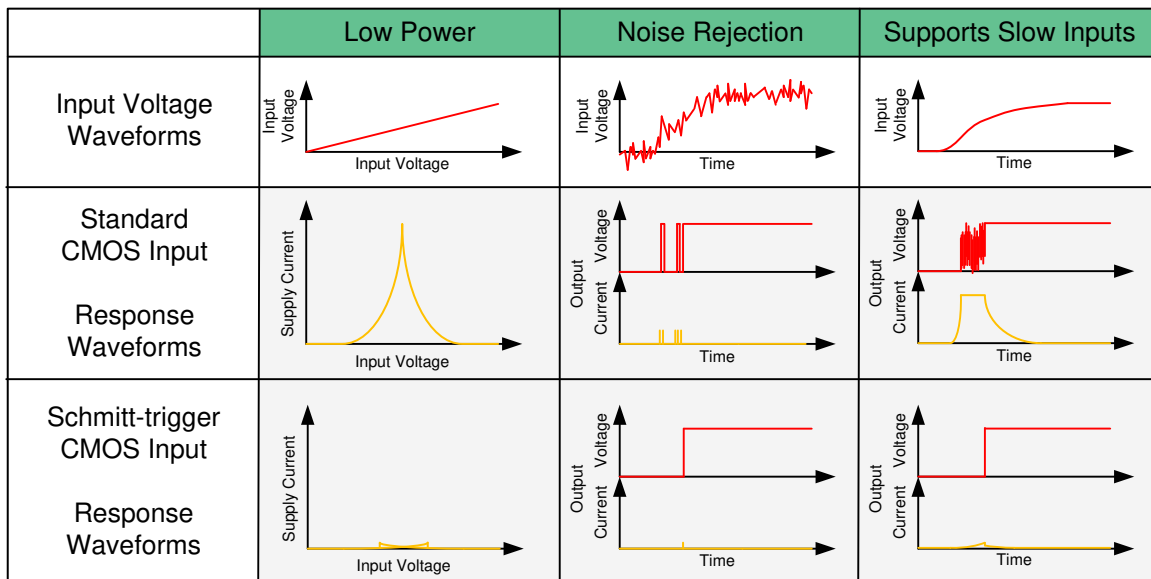 Low Power
Noise Rejection
Supports Slow Inputs
Input Voltage
Waveforms
Input
Voltage
Input Voltage
Input
Voltage
Time
Input
Voltage
Time
Standard
CMOS Input
Response
Waveforms
Supply Current
Input Voltage
Output
Voltage
Current
Time
Output
Voltage
Current
Time
Schmitt-trigger
CMOS Input
Response
Waveforms
Supply Current
Input Voltage
Output
Voltage
Current
Time
Output
Voltage
Current
Time